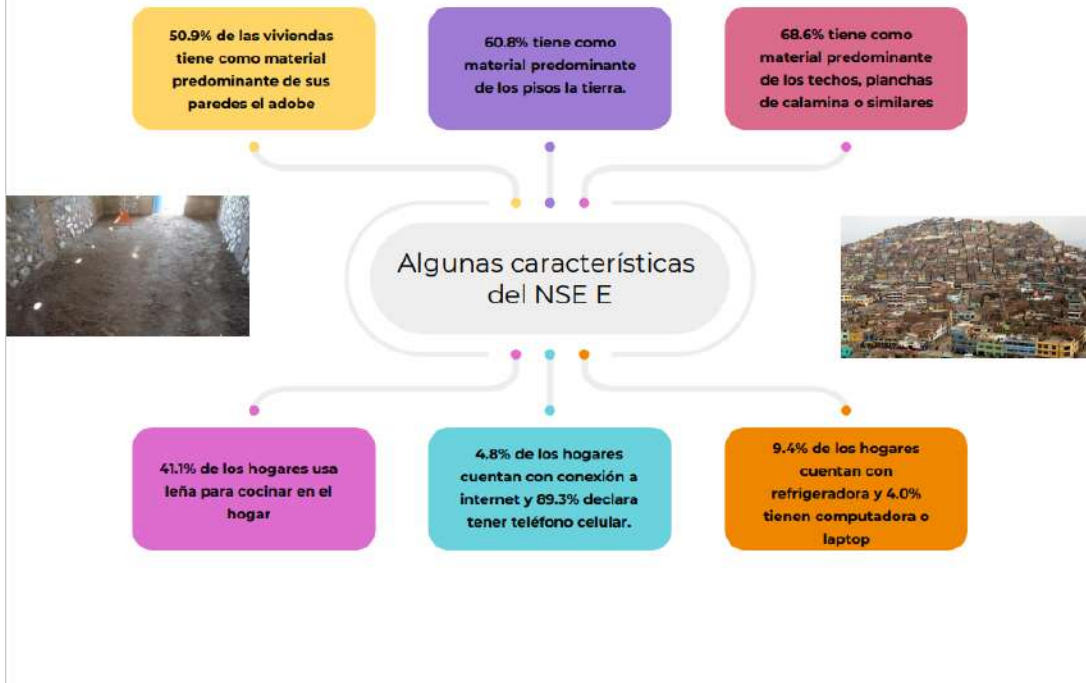 50.9% de las viviendas
tiene como material
predominante de sus
paredes el adobe
60.8% tiene como
material predominante
de los pisos la tierra.
68.6% tiene como
material predominante
de los techos, planchas
de calamina o similares
Algunas características
del NSE E
41.1% de los hogares usa
leña para cocinar en el
hogar
4.8% de los hogares
cuentan con conexión a
internet y 89.3% declara
tener teléfono celular.
9.4% de los hogares
cuentan con
refrigeradora y 4.0%
tienen computadora o
laptop